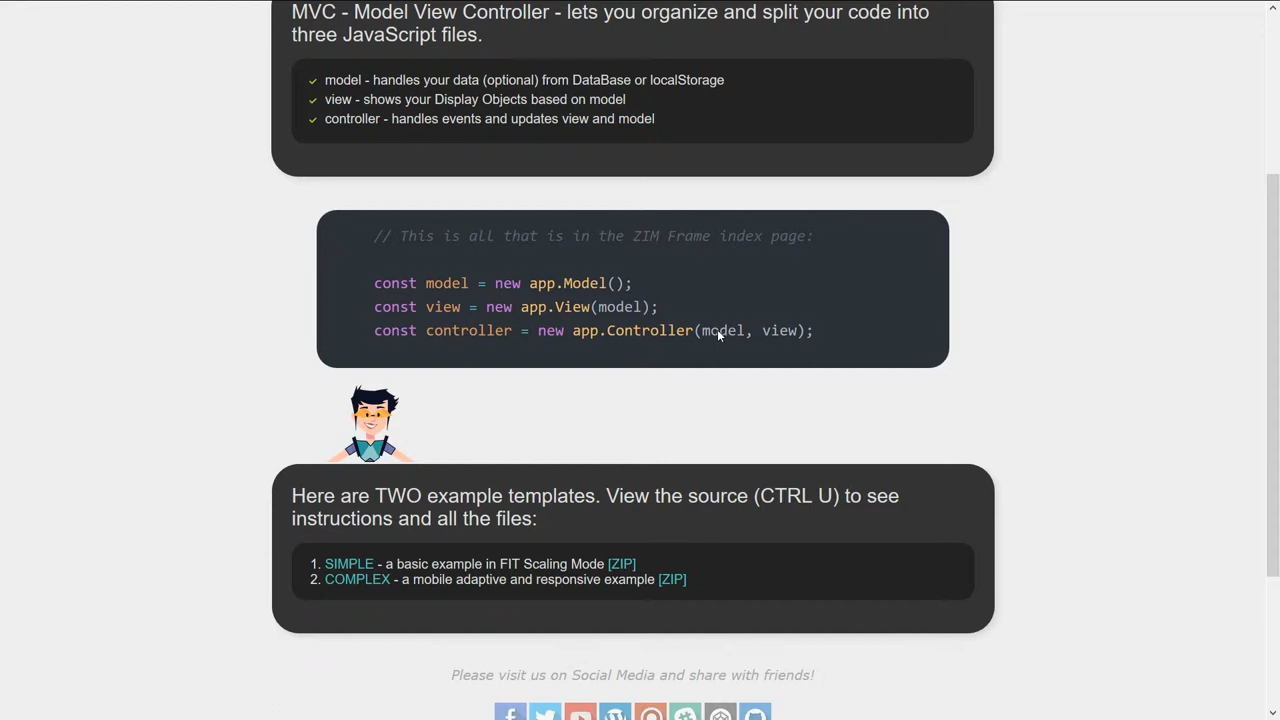 MVC - Model View Controller - lets you organize and split your code into
three JavaScript files.
model - handles your data (optional) from DataBase or localStorage
view - shows your Display Objects based on model
controller - handles events and updates view and model
// This is all that is in the ZIM Frame index page:
const model = new app.Model();
const view = new app.View(model);
const controller = new app.Controller(model, view);
Here are TWO example templates. View the source (CTRL U) to see
instructions and all the files:
1. SIMPLE - a basic example in FIT Scaling Mode [ZIP]
2. COMPLEX - a mobile adaptive and responsive example [ZIP]
Please visit us on Social Media and share with friends!